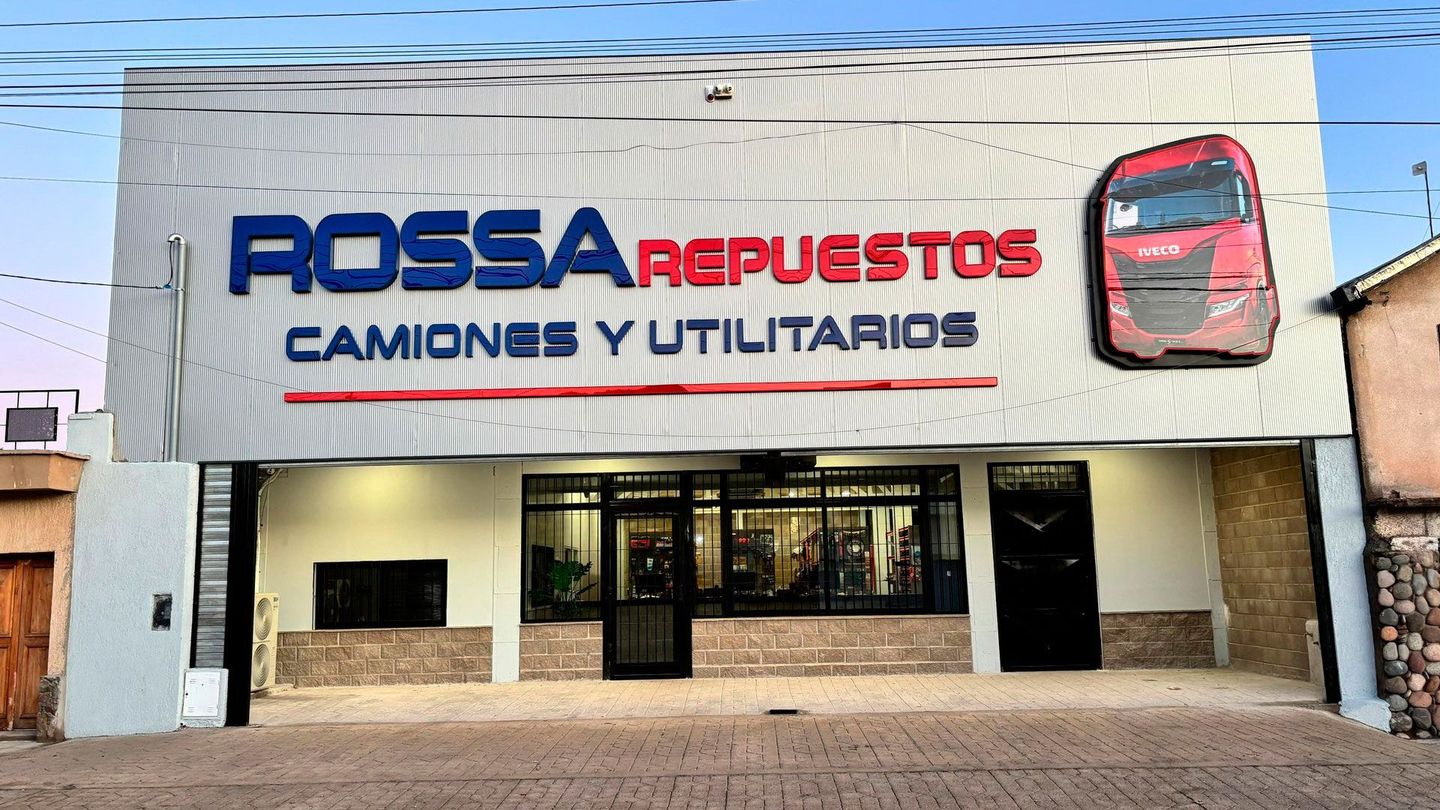 ROSSA REPUESTOS
CAMIONES Y UTILITARIOS
IVECO